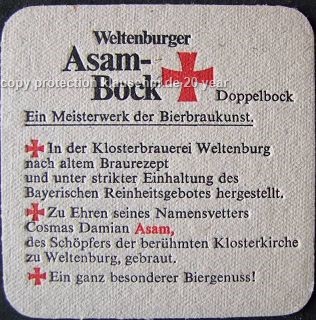 Weltenburger
Asam-
Bock
Doppelbock
Ein Meisterwerk der Bierbraukunst.
In der Klosterbrauerei Weltenburg
nach altem Braurezept
und unter strikter Einhaltung des
Bayerischen Reinheitsgebotes hergestellt.
Zu Ehren seines Namensvetters
Cosmas Damian Asam,
des Schöpfers der berühmten Klosterkirche
zu Weltenburg, gebraut.
Ein ganz besonderer Biergenuss!